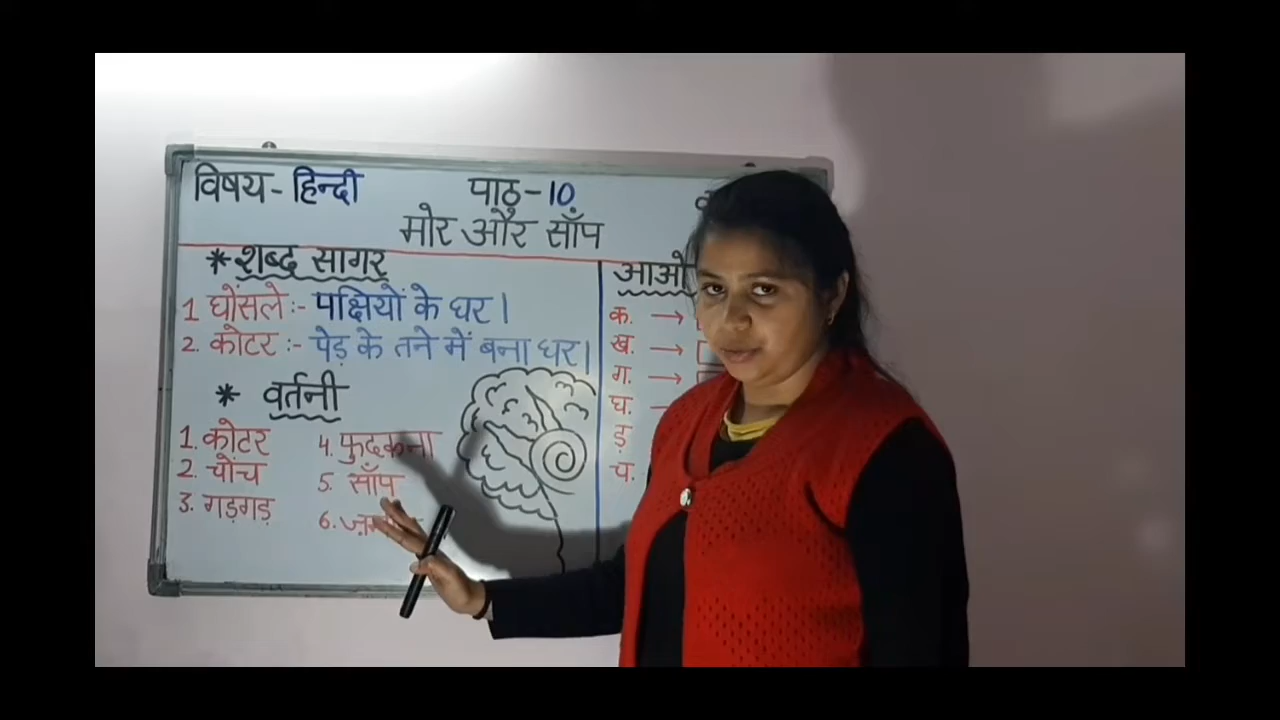 विषय- हिन्दी
पाठ-10
मोर और साँप
* शब्द सागर
1 घोंसले :- पक्षियों के घर।
2. कोटर :- पेड़ के तने में बना घर।
* वर्तनी
1. कोटर
2. चोंच
3. गड़गड़
4. फुदकना
5. साँप
6.
आओ
क. →
ख. →
ग. →
घ.
ड़
च.